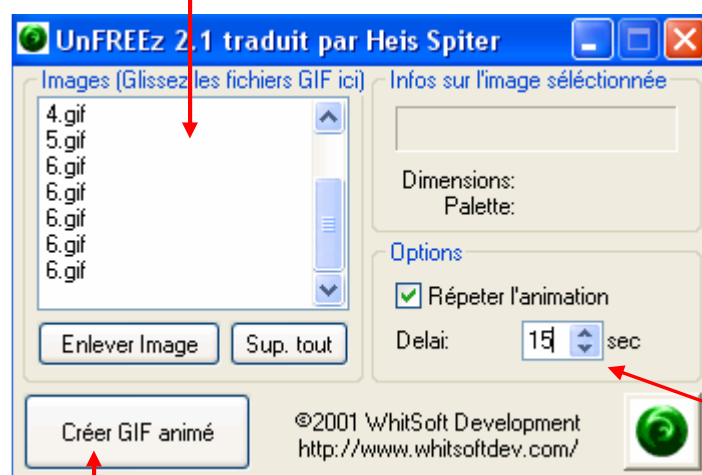 UnFREEz 2.1 traduit par Heis Spiter
Images (Glissez les fichiers GIF ici)
4.gif
5.gif
6.gif
6.gif
6.gif
6.gif
6.gif
Enlever Image
Sup. tout
Infos sur l'image séléctionnée
Dimensions:
Palette:
Options
Répeter l'animation
Delai: 15 sec
Créer GIF animé
©2001 WhitSoft Development
http://www.whitsoftdev.com/